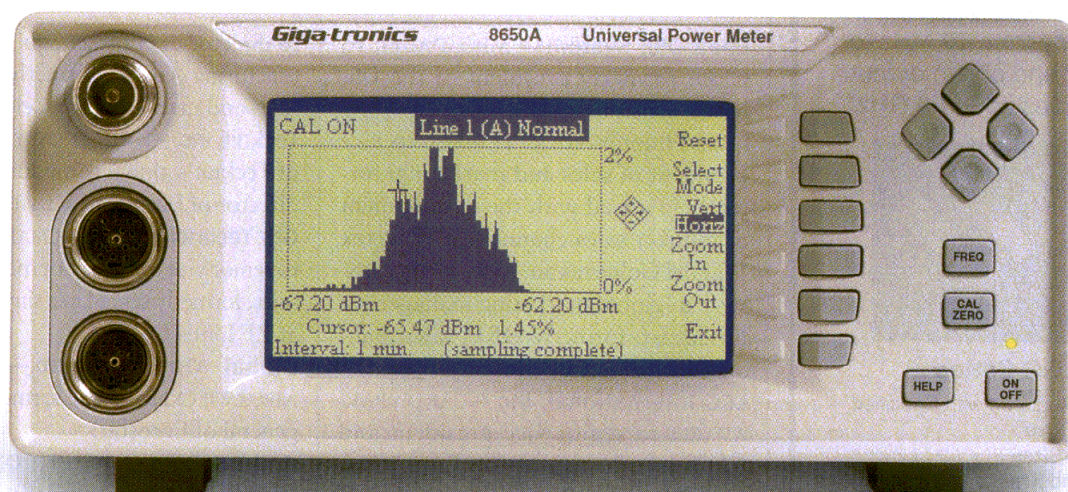 Giga-tronics 8650A Universal Power Meter
CAL ON
Line 1 (A) Normal
2%
0%
-67.20 dBm
-62.20 dBm
Cursor: -65.47 dBm 1.45%
Interval: 1 min (sampling complete)
Reset
Select
Mode
Vert
Horiz
Zoom
In
Zoom
Out
Exit
FREQ
CAL
ZERO
HELP
ON
OFF